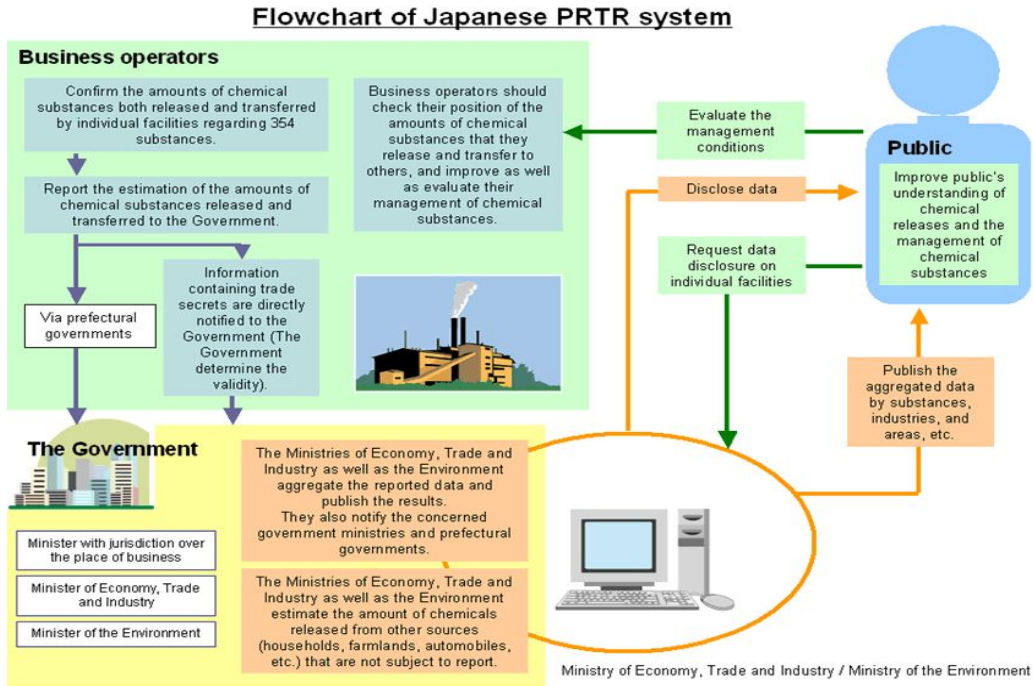 Flowchart of Japanese PRTR system
Business operators
Confirm the amounts of chemical
substances both released and transferred
by individual facilities regarding 354
substances.
Report the estimation of the amounts of
chemical substances released and
transferred to the Government.
Via prefectural
governments
Information
containing trade
secrets are directly
notified to the
Government (The
Government
determine the
validity).
Business operators should
check their position of the
amounts of chemical
substances that they
release and transfer to
others, and improve as well
as evaluate their
management of chemical
substances.
Evaluate the
management
conditions
Disclose data
Request data
disclosure on
individual facilities
Public
Improve public's
understanding of
chemical
releases and the
management of
chemical
substances
Publish the
aggregated data
by substances,
industries, and
areas, etc.
The Government
Minister with jurisdiction over
the place of business
Minister of Economy, Trade
and Industry
Minister of the Environment
The Ministries of Economy, Trade and
Industry as well as the Environment
aggregate the reported data and
publish the results.
They also notify the concerned
government ministries and prefectural
governments.
The Ministries of Economy, Trade and
Industry as well as the Environment
estimate the amount of chemicals
released from other sources
(households, farmlands, automobiles,
etc.) that are not subject to report.
Ministry of Economy, Trade and Industry / Ministry of the Environment